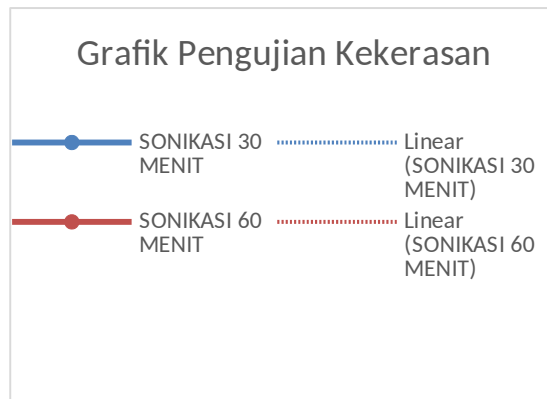 Grafik Pengujian Kekerasan
SONIKASI 30
MENIT
Linear
(SONIKASI 30
MENIT)
SONIKASI 60
MENIT
Linear
(SONIKASI 60
MENIT)